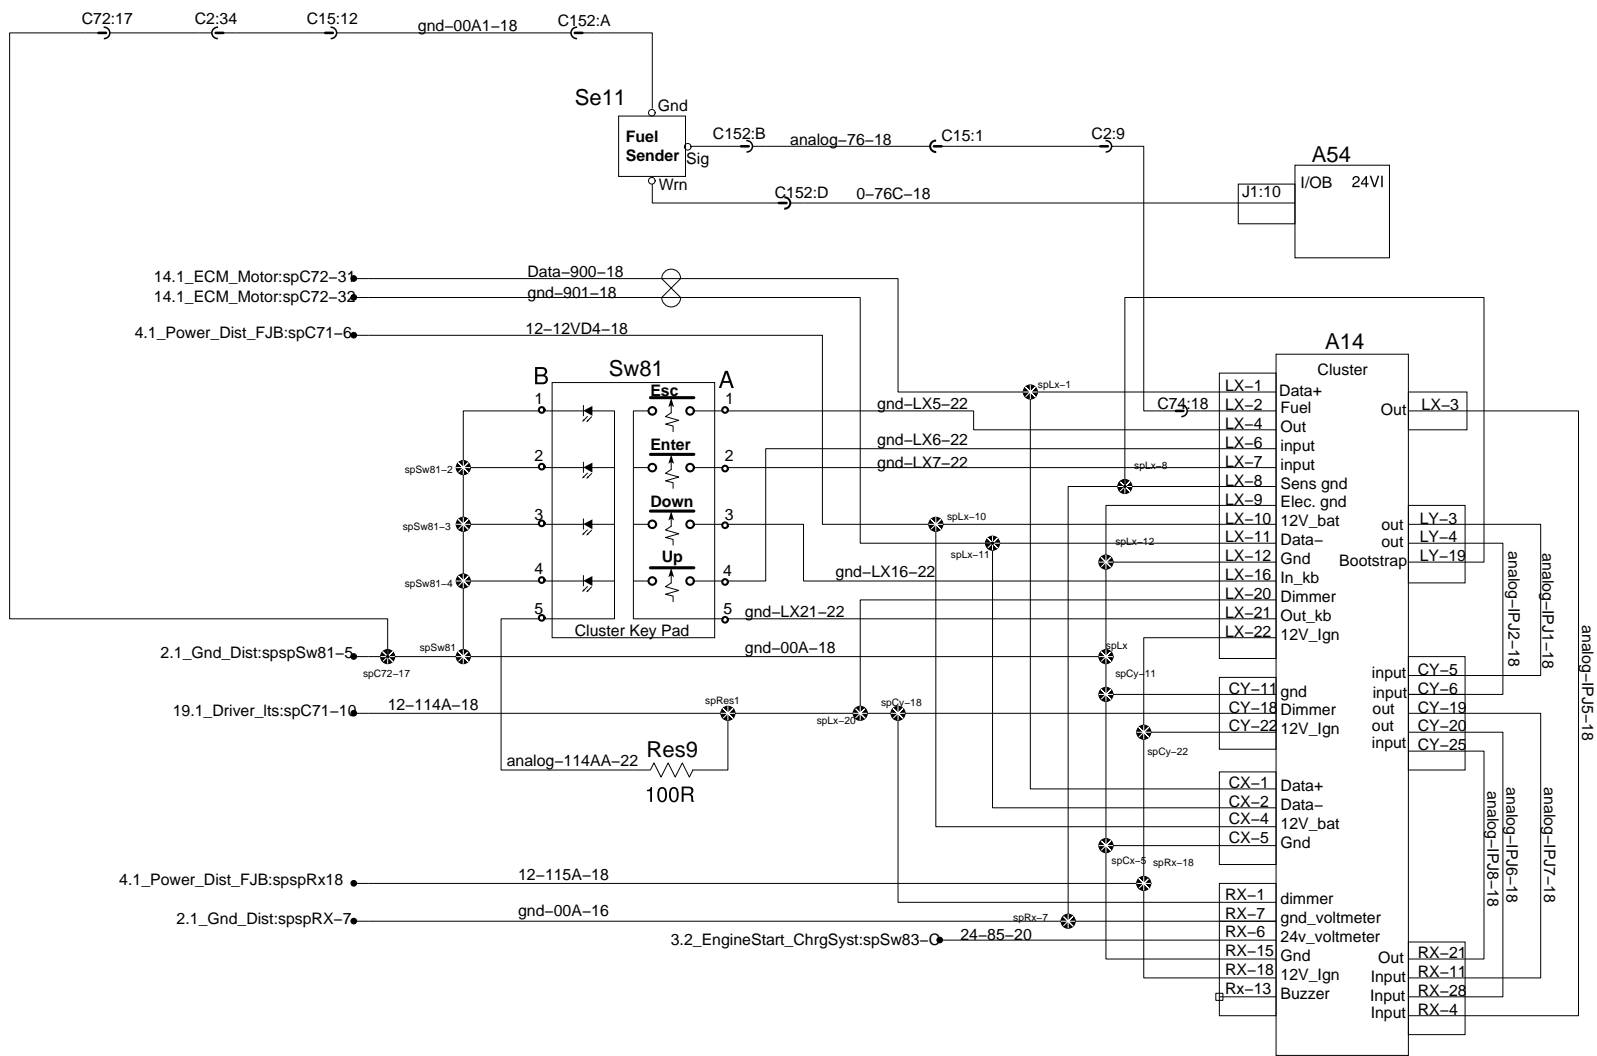 C72:17
C2:34
C15:12
gnd-00A1-18
C152:A
Se11
Gnd
Fuel
Sender
Sig
Wrn
C152:B
analog-76-18
C15:1
C2:9
C152:D
0-76C-18
A54
J1:10
I/OB
24VI
14.1_ECM_Motor:spC72-31
Data-900-18
14.1_ECM_Motor:spC72-32
gnd-901-18
4.1_Power_Dist_FJB:spC71-6
12-12VD4-18
Sw81
B
A
1
Esc
1
2
Enter
2
3
Down
3
4
Up
4
5
5
Cluster Key Pad
spSw81-2
spSw81-3
spSw81-4
spSw81
gnd-LX5-22
gnd-LX6-22
gnd-LX7-22
gnd-LX16-22
gnd-LX21-22
gnd-00A-18
2.1_Gnd_Dist:spspSw81-5
spC72-17
19.1_Driver_lts:spC71-10
12-114A-18
spRes1
spLx-20
spCy-18
analog-114AA-22
Res9
100R
4.1_Power_Dist_FJB:spspRx18
12-115A-18
2.1_Gnd_Dist:spspRX-7
gnd-00A-16
spRx-7
3.2_EngineStart_ChrgSyst:spSw83-C
24-85-20
spLx-1
C74:18
spLx-8
spLx-10
spLx-11
spLx-12
spLx
spCy-11
spCy-22
spCx-5
spRx-18
A14
Cluster
LX-1 Data+
LX-2 Fuel
LX-4 Out
LX-6 input
LX-7 input
LX-8 Sens gnd
LX-9 Elec. gnd
LX-10 12V_bat
LX-11 Data-
LX-12 Gnd
LX-16 In_kb
LX-20 Dimmer
LX-21 Out_kb
LX-22 12V_Ign
CY-11 gnd
CY-18 Dimmer
CY-22 12V_Ign
CX-1 Data+
CX-2 Data-
CX-4 12V_bat
CX-5 Gnd
RX-1 dimmer
RX-7 gnd_voltmeter
RX-6 24v_voltmeter
RX-15 Gnd
RX-18 12V_Ign
Rx-13 Buzzer
Out LX-3
out LY-3
out LY-4
Bootstrap LY-19
input CY-5
input CY-6
out CY-19
out CY-20
input CY-25
Out RX-21
Input RX-11
Input RX-28
Input RX-4
analog-IPJ2-18
analog-IPJ1-18
analog-IPJ5-18
analog-IPJ8-18
analog-IPJ6-18
analog-IPJ7-18